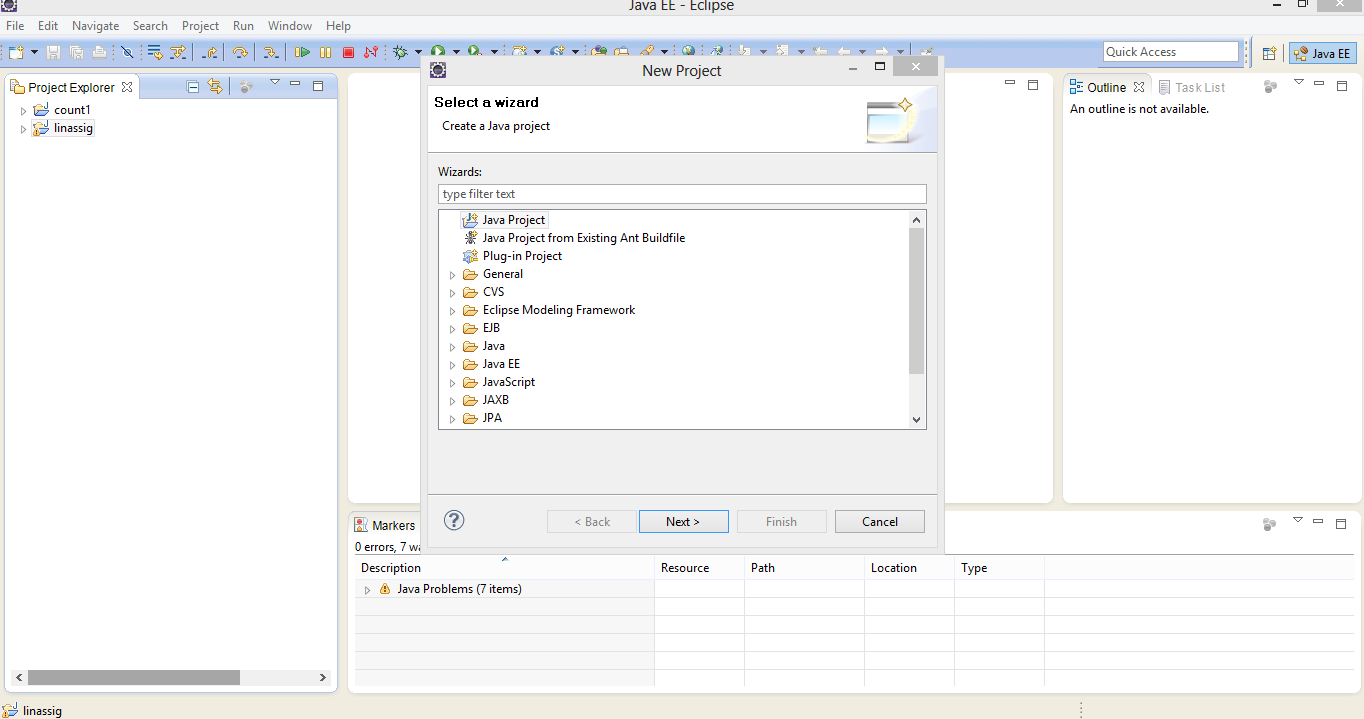 Java EE - Eclipse
File Edit Navigate Search Project Run Window Help
Quick Access
Java EE
Project Explorer
count1
linassig
New Project
Select a wizard
Create a Java project
Wizards:
type filter text
Java Project
Java Project from Existing Ant Buildfile
Plug-in Project
General
CVS
Eclipse Modeling Framework
EJB
Java
Java EE
JavaScript
JAXB
JPA
< Back Next > Finish Cancel
Outline Task List
An outline is not available.
Markers
0 errors, 7 wa
Description Resource Path Location Type
Java Problems (7 items)
linassig